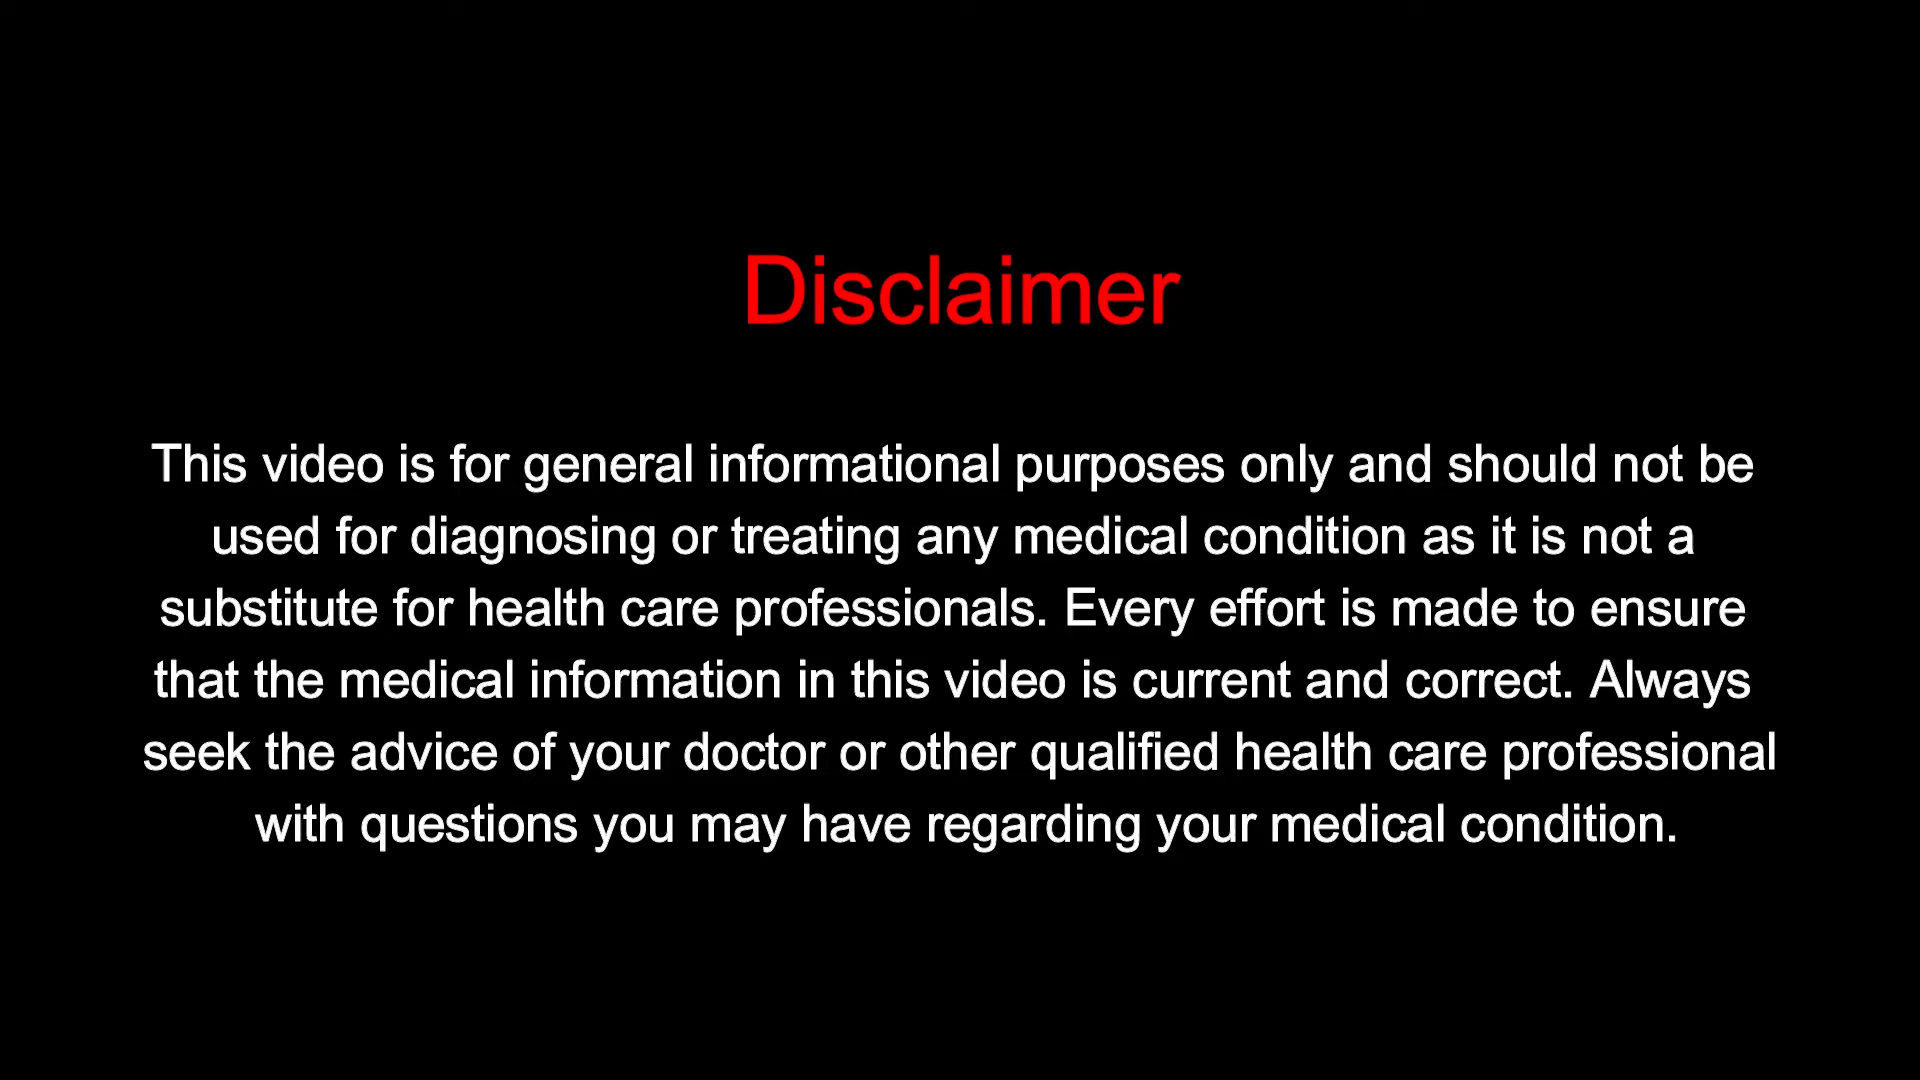 Disclaimer
This video is for general informational purposes only and should not be
used for diagnosing or treating any medical condition as it is not a
substitute for health care professionals. Every effort is made to ensure
that the medical information in this video is current and correct. Always
seek the advice of your doctor or other qualified health care professional
with questions you may have regarding your medical condition.